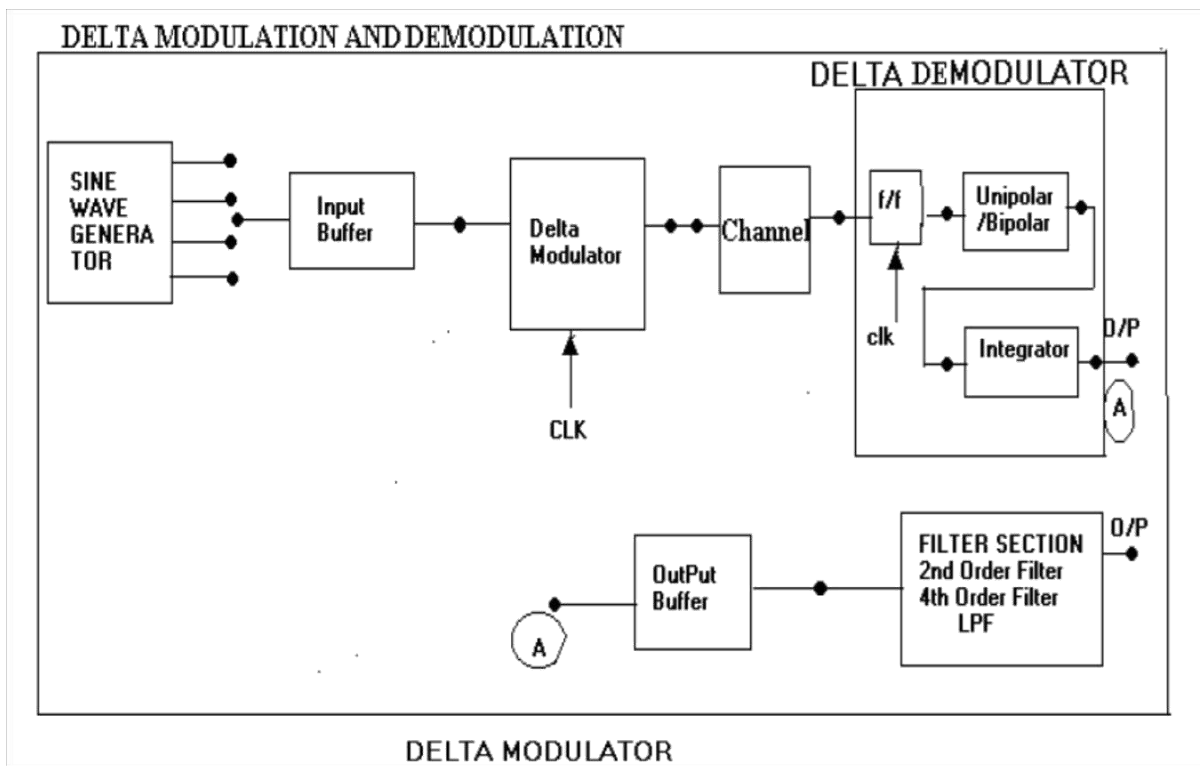 DELTA MODULATION AND DEMODULATION
DELTA DEMODULATOR
SINE
WAVE
GENERA
TOR
Input
Buffer
Delta
Modulator
CLK
Channel
f/f
clk
Unipolar
/Bipolar
Integrator
O/P
A
A
OutPut
Buffer
FILTER SECTION
2nd Order Filter
4th Order Filter
LPF
O/P
DELTA MODULATOR